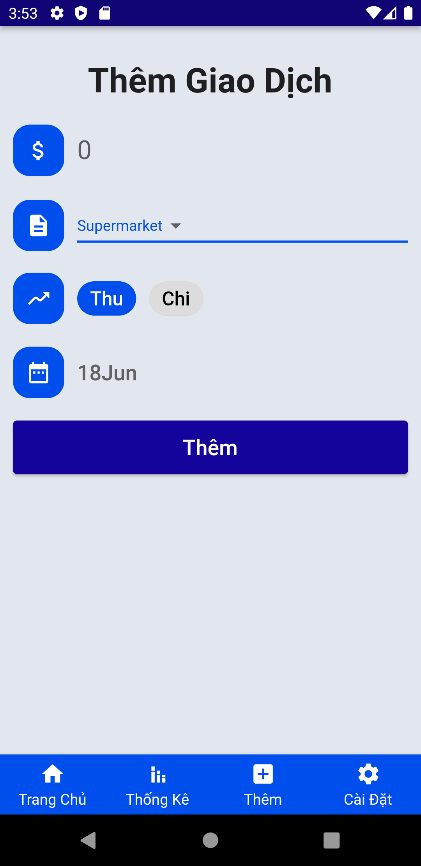 3:53
Thêm Giao Dịch
$ 0
Supermarket
Thu Chi
18Jun
Thêm
Trang Chủ Thống Kê Thêm Cài Đặt